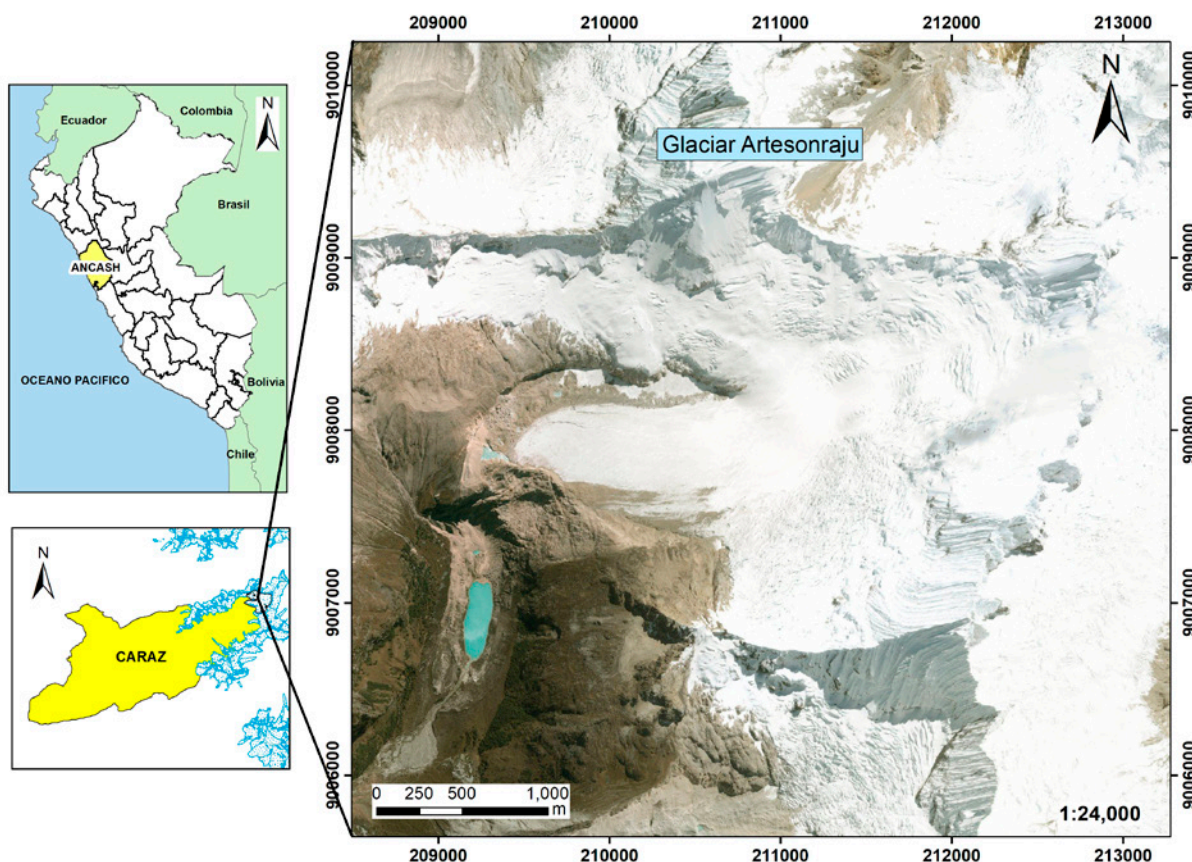 N
Ecuador
Colombia
Brasil
ANCASH
OCEANO PACIFICO
Bolivia
Chile
N
CARAZ
209000 210000 211000 212000 213000
N
Glaciar Artesonraju
9010000 9010000
9009000 9009000
9008000 9008000
9007000 9007000
9006000 9006000
0 250 500 1,000
m
1:24,000
209000 210000 211000 212000 213000